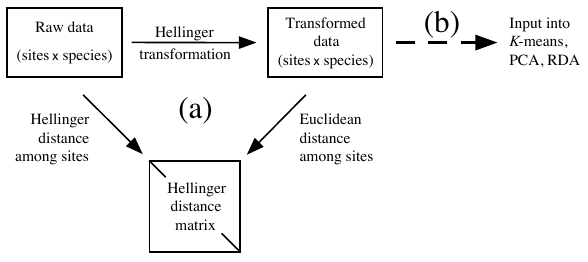 Raw data
(sites x species)
Hellinger
transformation
Transformed
data
(sites x species)
(b)
Input into
K-means,
PCA, RDA
(a)
Hellinger
distance
among sites
Euclidean
distance
among sites
Hellinger
distance
matrix